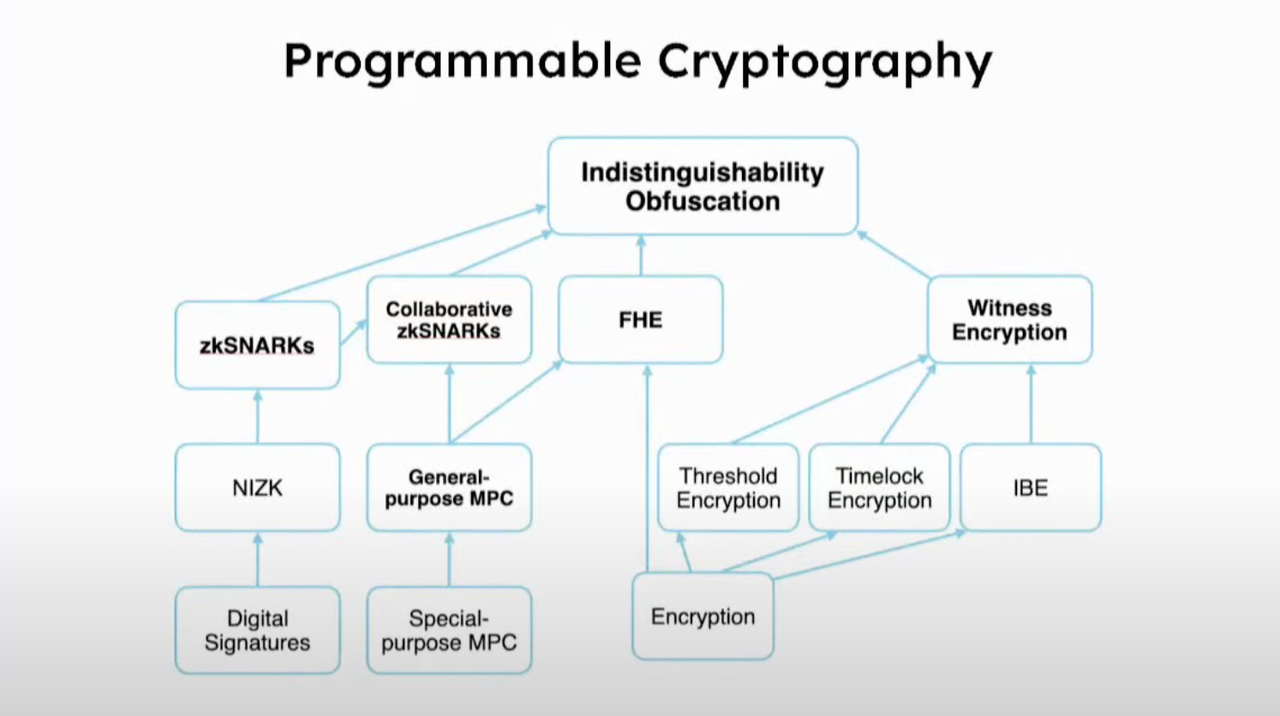 Programmable Cryptography
Indistinguishability
Obfuscation
zkSNARKs
Collaborative
zkSNARKs
FHE
Witness
Encryption
NIZK
General-
purpose MPC
Threshold
Encryption
Timelock
Encryption
IBE
Digital
Signatures
Special-
purpose MPC
Encryption